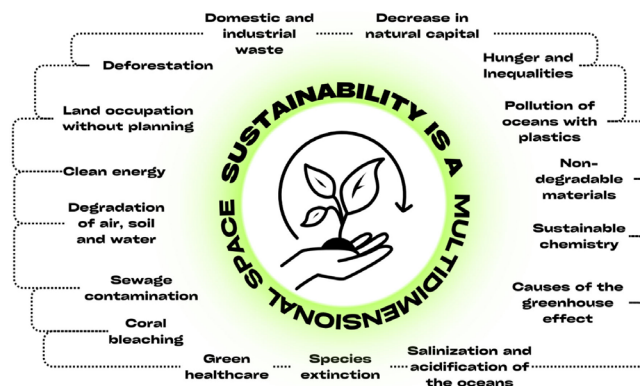 Domestic and
industrial
waste
Decrease in
natural capital
Deforestation
Hunger and
Inequalities
Land occupation
without planning
Pollution of
oceans with
plastics
Clean energy
Non-
degradable
materials
Degradation
of air, soil
and water
Sustainable
chemistry
Sewage
contamination
Causes of the
greenhouse
effect
Coral
bleaching
Green
healthcare
Species
extinction
Salinization and
acidification of
the oceans
SUSTAINABILITY IS A MULTIDIMENSIONAL SPACE